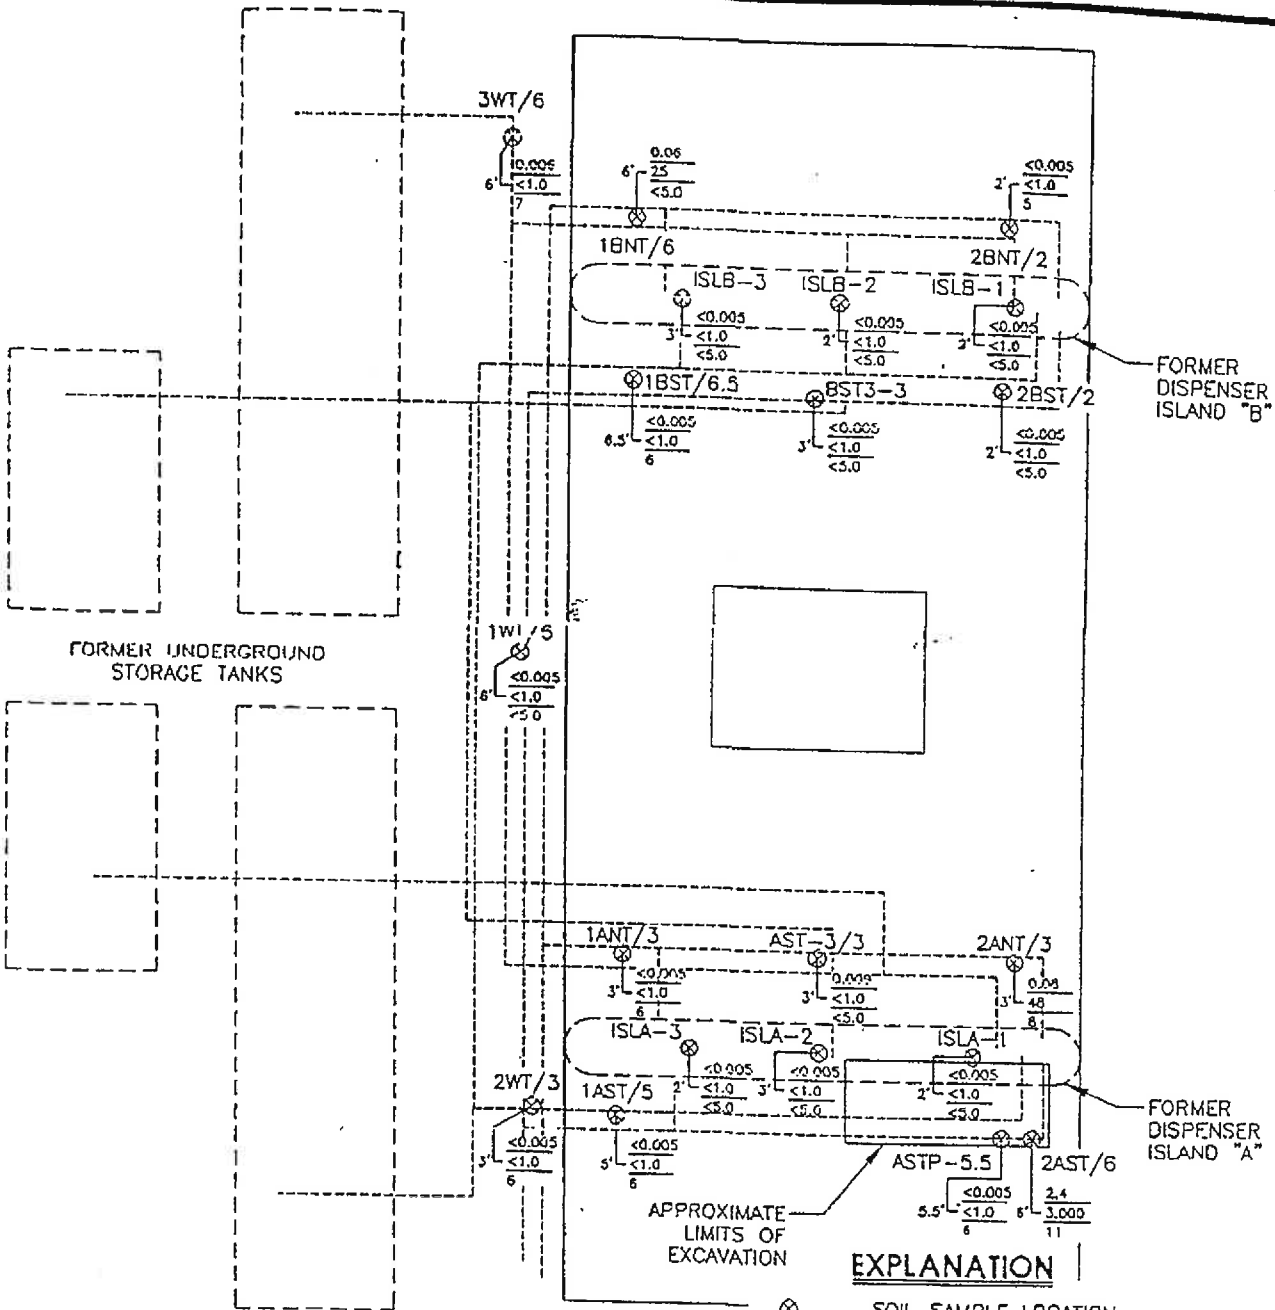 3WT/6
6'
0.005
<1.0
7
6'
0.06
25
<5.0
1BNT/6
2'
<0.005
<1.0
5
2BNT/2
ISLB-3
3'
<0.005
<1.0
<5.0
ISLB-2
2'
<0.005
<1.0
<5.0
ISLB-1
<0.005
<1.0
<5.0
FORMER
DISPENSER
ISLAND "B"
1BST/6.5
6.5'
<0.005
<1.0
6
BST3-3
3'
<0.005
<1.0
<5.0
2BST/2
2'
<0.005
<1.0
<5.0
FORMER UNDERGROUND
STORAGE TANKS
1WT/5
<0.005
<1.0
<5.0
1ANT/3
3'
<0.005
<1.0
6
AST-3/3
3'
0.009
<1.0
<5.0
2ANT/3
3'
48
8
ISLA-3
2'
<0.005
<1.0
<5.0
ISLA-2
3'
<0.005
<1.0
<5.0
ISLA-1
2'
<0.005
<1.0
<5.0
2WT/3
3'
<0.005
<1.0
6
1AST/5
5'
<0.005
<1.0
6
FORMER
DISPENSER
ISLAND "A"
ASTP-5.5
5.5'
<0.005
<1.0
6
2AST/6
6'
2.4
3,000
11
APPROXIMATE
LIMITS OF
EXCAVATION
EXPLANATION
SOIL SAMPLE LOCATION